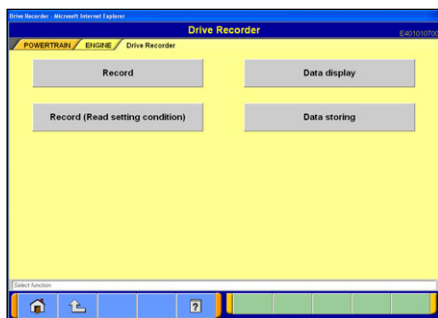 Drive Recorder - Microsoft Internet Explorer
Drive Recorder
E401010700
POWERTRAIN ENGINE Drive Recorder
Record Data display
Record (Read setting condition) Data storing
Select function
?